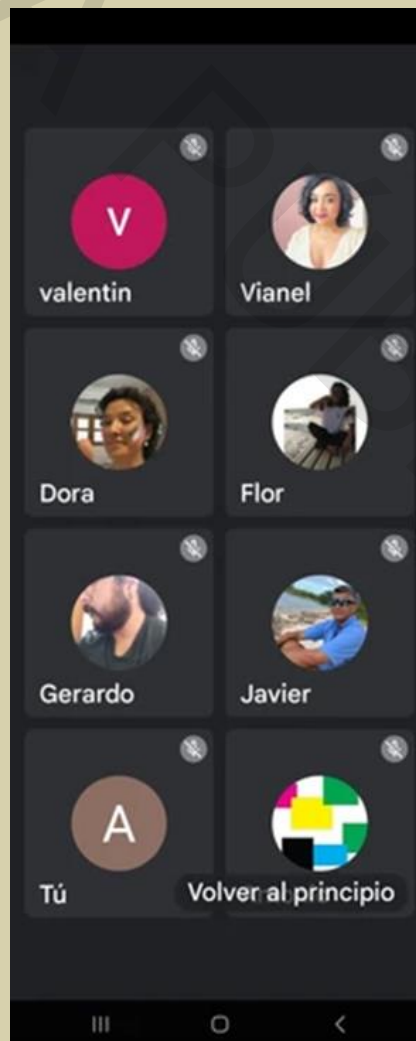 V
valentin
Vianel
Dora
Flor
Gerardo
Javier
A
Tú
Volver al principio